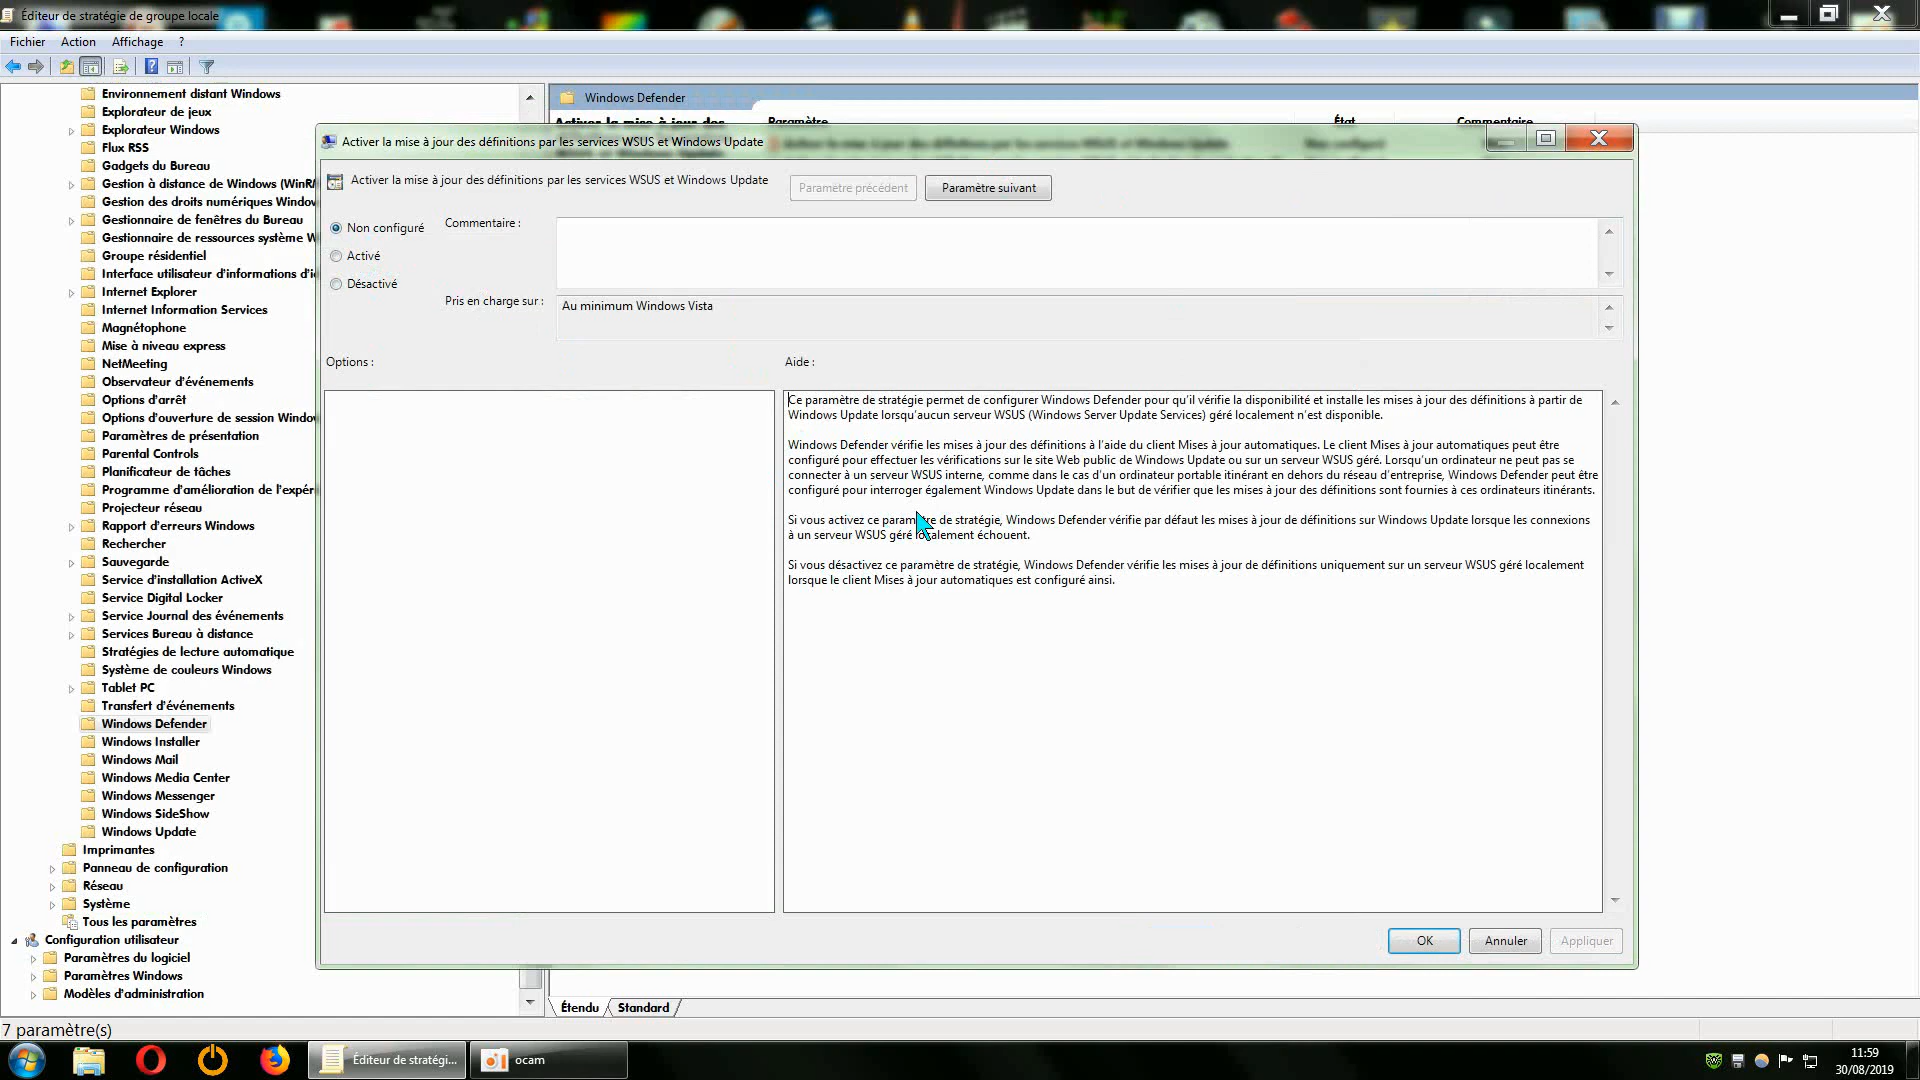 Éditeur de stratégie de groupe locale
Fichier Action Affichage ?
Environnement distant Windows
Explorateur de jeux
Explorateur Windows
Flux RSS
Gadgets du Bureau
Gestion à distance de Windows (WinR
Gestion des droits numériques Window
Gestionnaire de fenêtres du Bureau
Gestionnaire de ressources système W
Groupe résidentiel
Interface utilisateur d'informations d'i
Internet Explorer
Internet Information Services
Magnétophone
Mise à niveau express
NetMeeting
Observateur d'événements
Options d'arrêt
Options d'ouverture de session Window
Paramètres de présentation
Parental Controls
Planificateur de tâches
Programme d'amélioration de l'expéri
Projecteur réseau
Rapport d'erreurs Windows
Rechercher
Sauvegarde
Service d'installation ActiveX
Service Digital Locker
Service Journal des événements
Services Bureau à distance
Stratégies de lecture automatique
Système de couleurs Windows
Tablet PC
Transfert d'événements
Windows Defender
Windows Installer
Windows Mail
Windows Media Center
Windows Messenger
Windows SideShow
Windows Update
Imprimantes
Panneau de configuration
Réseau
Système
Tous les paramètres
Configuration utilisateur
Paramètres du logiciel
Paramètres Windows
Modèles d'administration
Windows Defender
Activer la mise à jour des Paramètre État Commentaire
Activer la mise à jour des définitions par les services WSUS et Windows Update
Activer la mise à jour des définitions par les services WSUS et Windows Update
Paramètre précédent Paramètre suivant
Non configuré
Activé
Désactivé
Commentaire :
Pris en charge sur : Au minimum Windows Vista
Options : Aide :
Ce paramètre de stratégie permet de configurer Windows Defender pour qu'il vérifie la disponibilité et installe les mises à jour des définitions à partir de
Windows Update lorsqu'aucun serveur WSUS (Windows Server Update Services) géré localement n'est disponible.
Windows Defender vérifie les mises à jour des définitions à l'aide du client Mises à jour automatiques. Le client Mises à jour automatiques peut être
configuré pour effectuer les vérifications sur le site Web public de Windows Update ou sur un serveur WSUS géré. Lorsqu'un ordinateur ne peut pas se
connecter à un serveur WSUS interne, comme dans le cas d'un ordinateur portable itinérant en dehors du réseau d'entreprise, Windows Defender peut être
configuré pour interroger également Windows Update dans le but de vérifier que les mises à jour des définitions sont fournies à ces ordinateurs itinérants.
Si vous activez ce paramètre de stratégie, Windows Defender vérifie par défaut les mises à jour de définitions sur Windows Update lorsque les connexions
à un serveur WSUS géré localement échouent.
Si vous désactivez ce paramètre de stratégie, Windows Defender vérifie les mises à jour de définitions uniquement sur un serveur WSUS géré localement
lorsque le client Mises à jour automatiques est configuré ainsi.
OK Annuler Appliquer
Étendu Standard
7 paramètre(s)
Éditeur de stratégi... ocam
11:59
30/08/2019